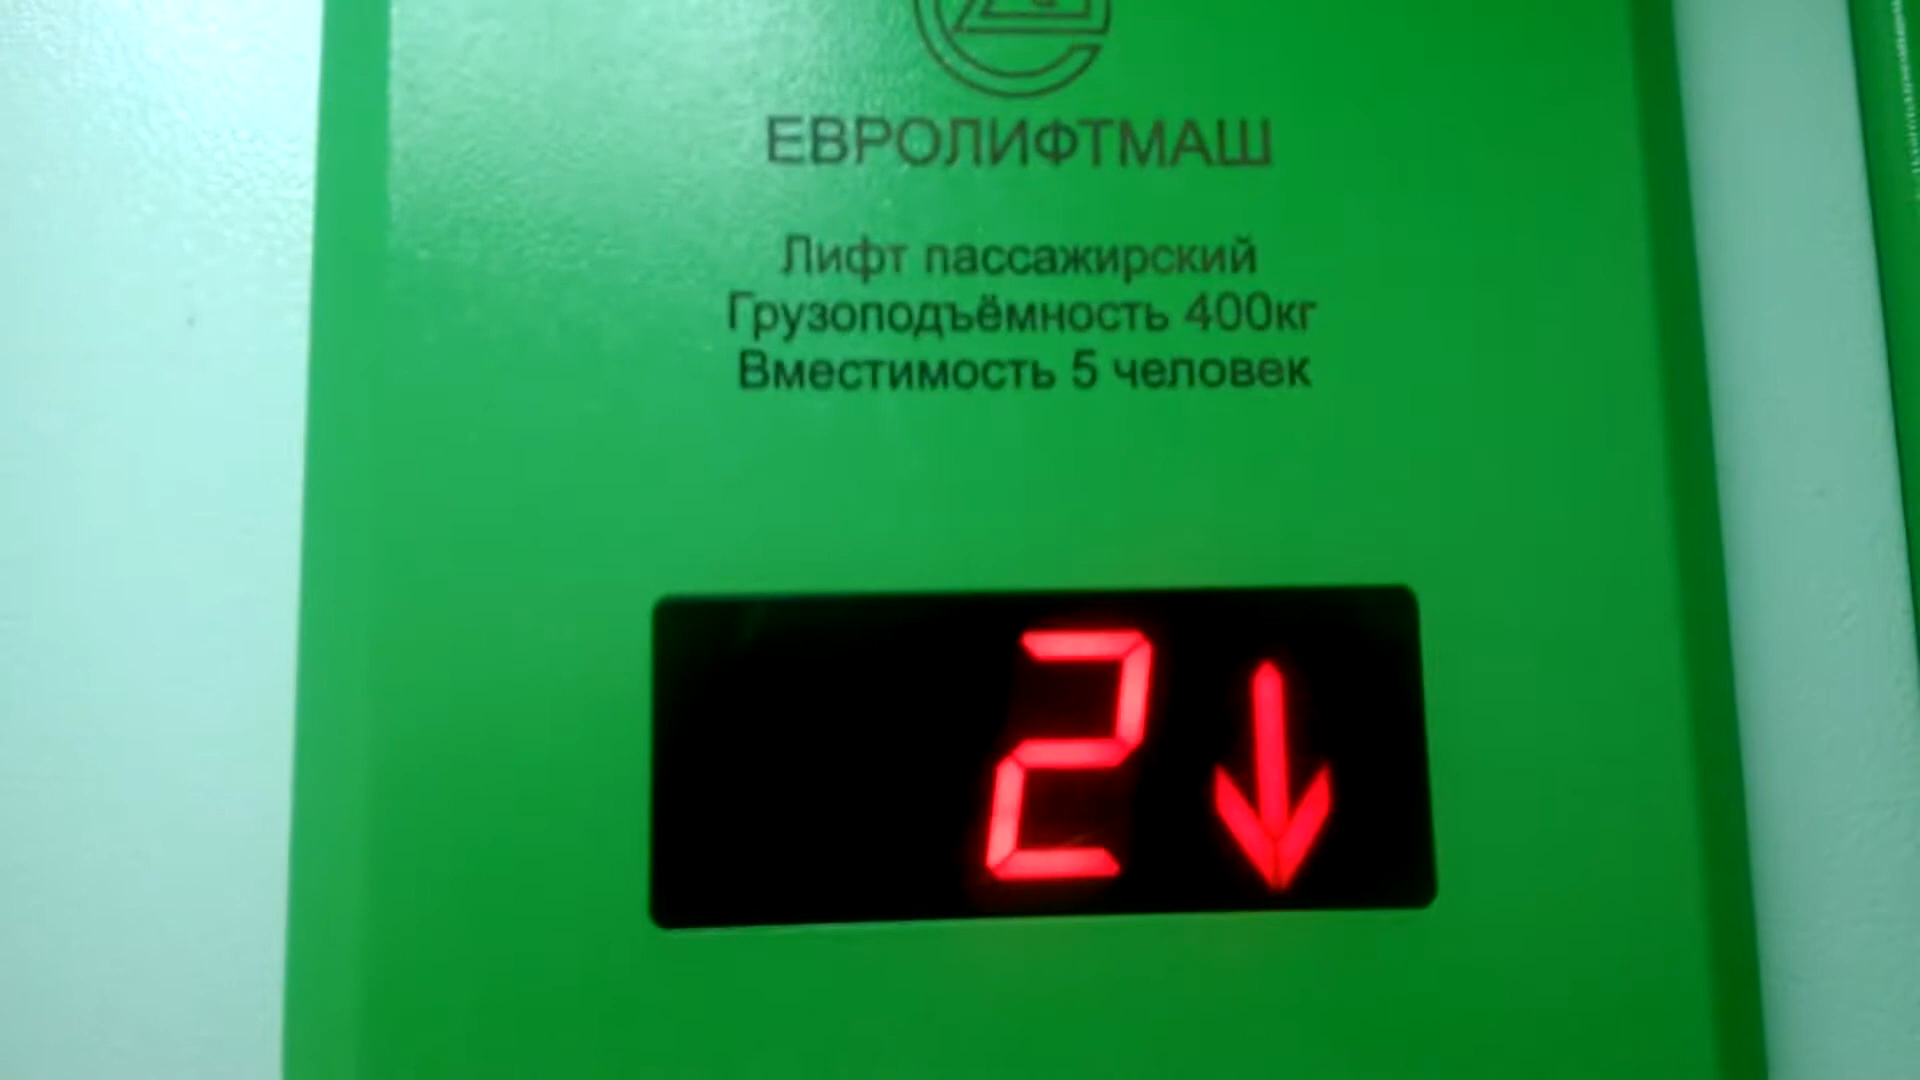 ЕВРОЛИФТМАШ
Лифт пассажирский
Грузоподъёмность 400кг
Вместимость 5 человек
2↓